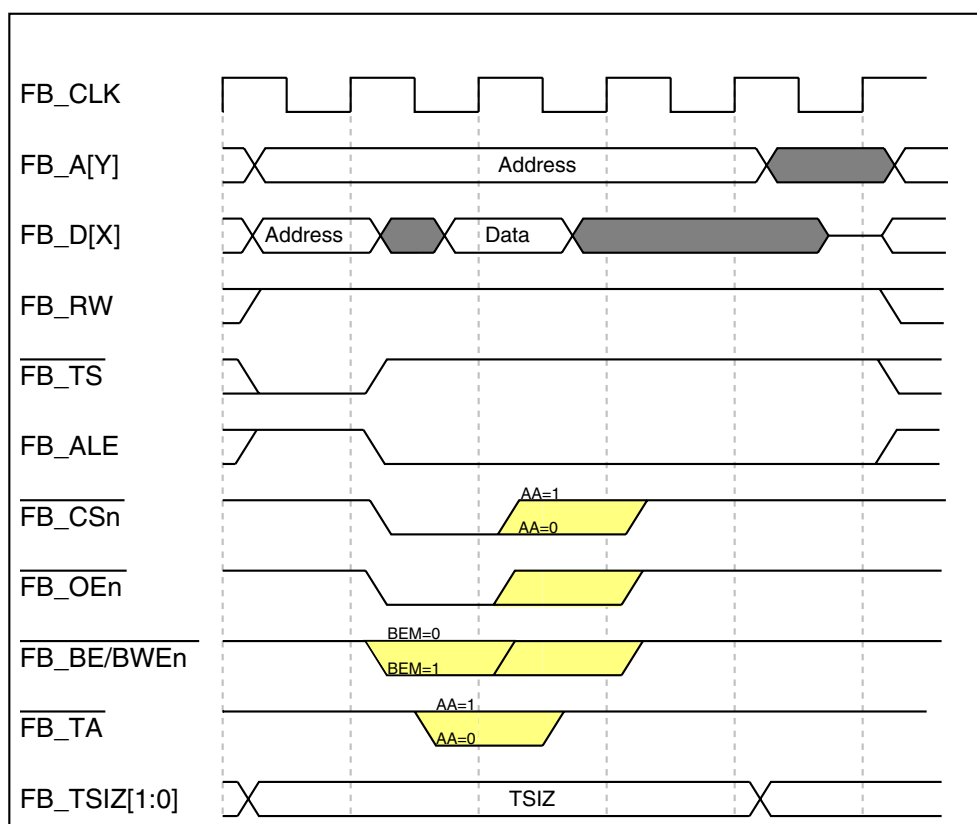 FB_CLK
FB_A[Y]
Address
FB_D[X]
Address
Data
FB_RW
FB_TS
FB_ALE
FB_CSn
AA=1
AA=0
FB_OEn
FB_BE/BWEn
BEM=0
BEM=1
FB_TA
AA=1
AA=0
FB_TSIZ[1:0]
TSIZ